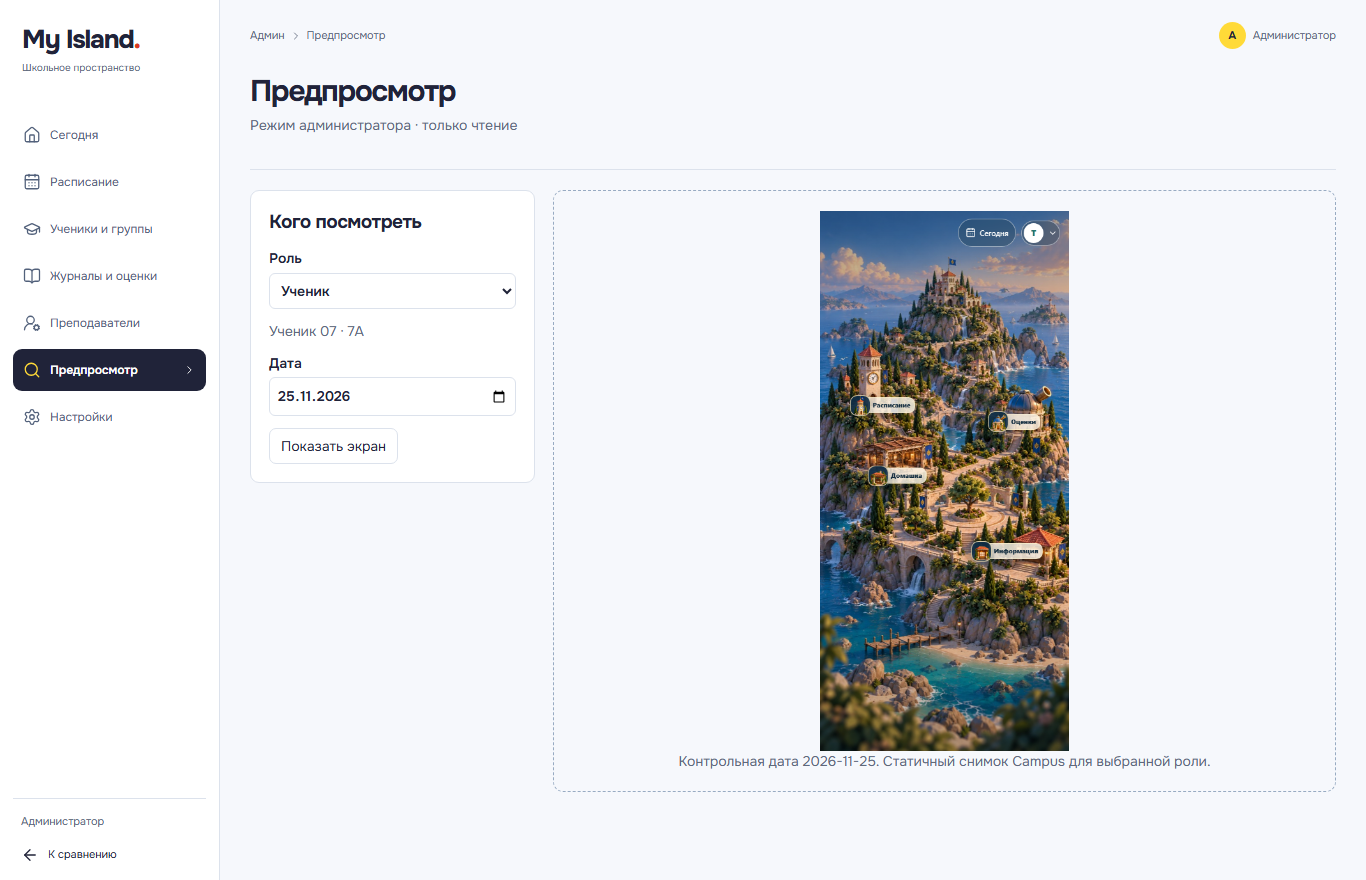 My Island.
Школьное пространство
Сегодня
Расписание
Ученики и группы
Журналы и оценки
Преподаватели
Предпросмотр
Настройки
Администратор
К сравнению
Админ > Предпросмотр
А Администратор
Предпросмотр
Режим администратора · только чтение
Кого посмотреть
Роль
Ученик
Ученик 07 · 7А
Дата
25.11.2026
Показать экран
Сегодня
Т
Расписание
Оценки
Домашка
Информация
Контрольная дата 2026-11-25. Статичный снимок Campus для выбранной роли.